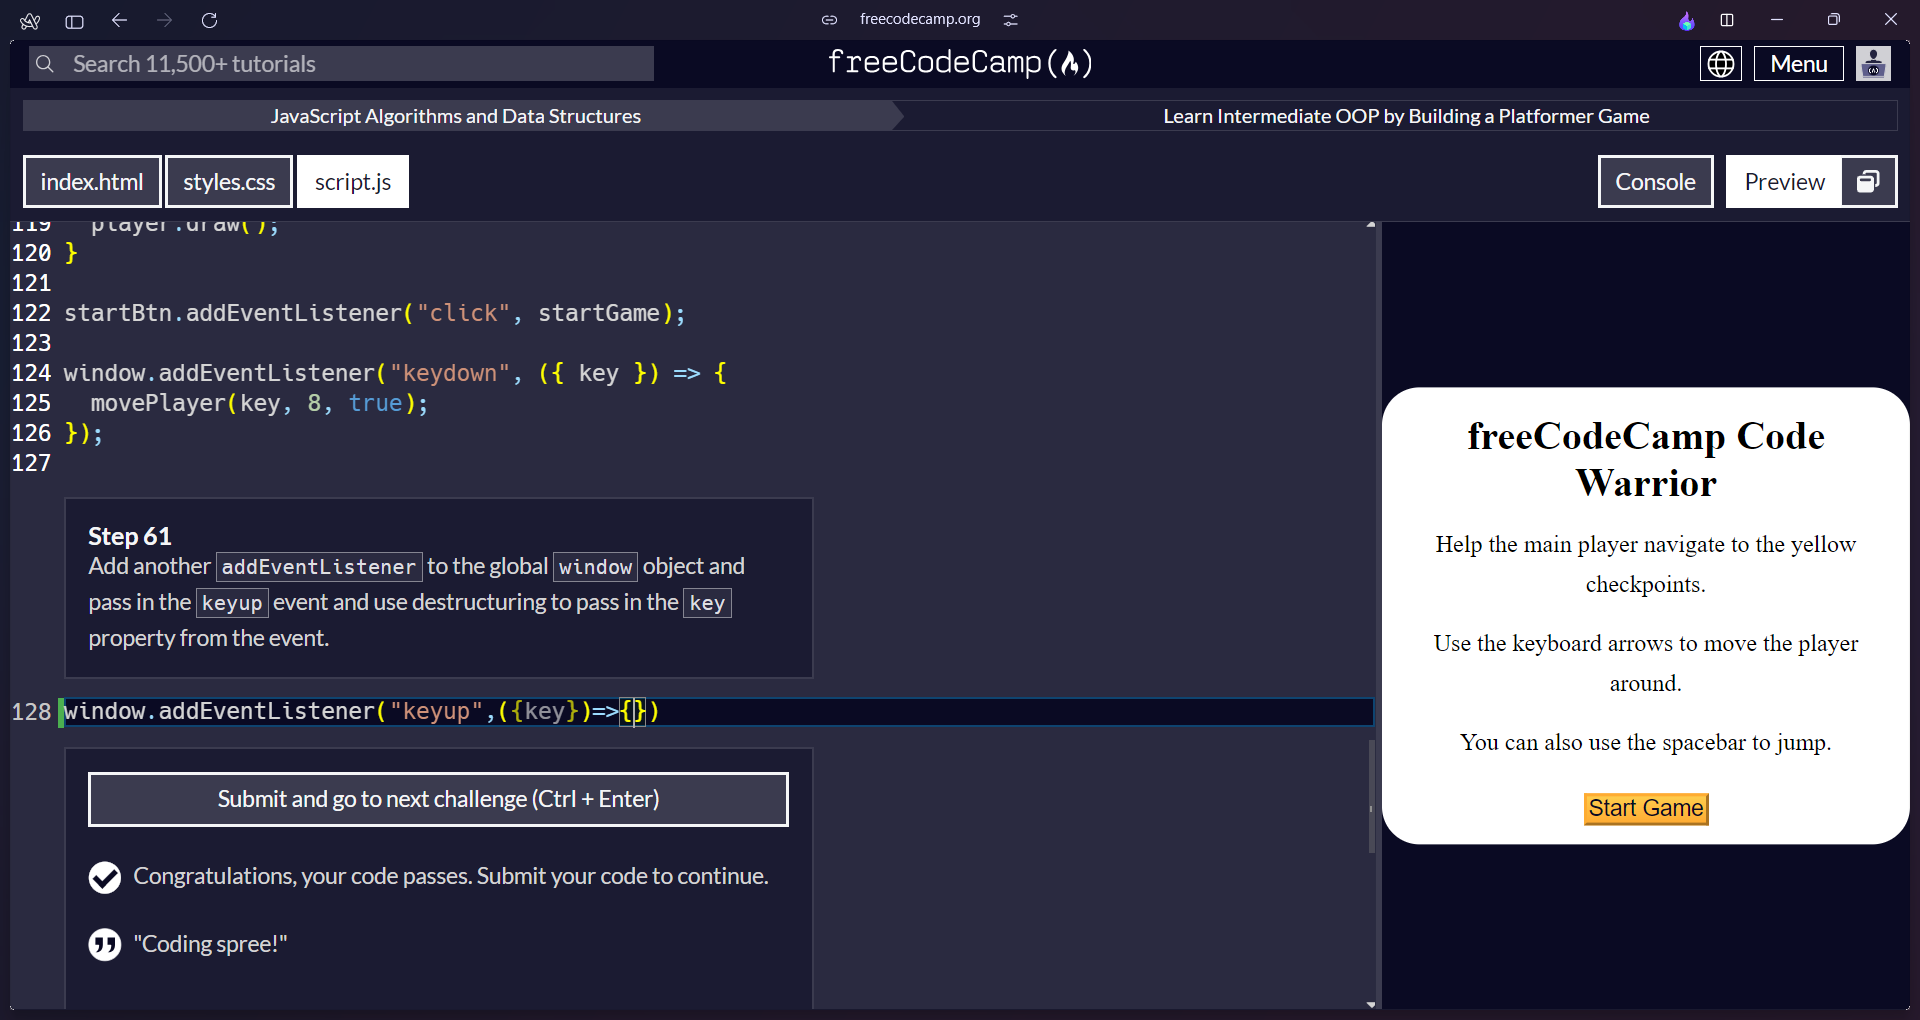 freecodecamp.org
Search 11,500+ tutorials
freeCodeCamp
Menu
JavaScript Algorithms and Data Structures
Learn Intermediate OOP by Building a Platformer Game
index.html
styles.css
script.js
Console
Preview
119   player.draw();
120 }
121
122 startBtn.addEventListener("click", startGame);
123
124 window.addEventListener("keydown", ({ key }) => {
125   movePlayer(key, 8, true);
126 });
127
Step 61
Add another addEventListener to the global window object and
pass in the keyup event and use destructuring to pass in the key
property from the event.
128 window.addEventListener("keyup",({key})=>{})
Submit and go to next challenge (Ctrl + Enter)
Congratulations, your code passes. Submit your code to continue.
"Coding spree!"
freeCodeCamp Code
Warrior
Help the main player navigate to the yellow
checkpoints.
Use the keyboard arrows to move the player
around.
You can also use the spacebar to jump.
Start Game